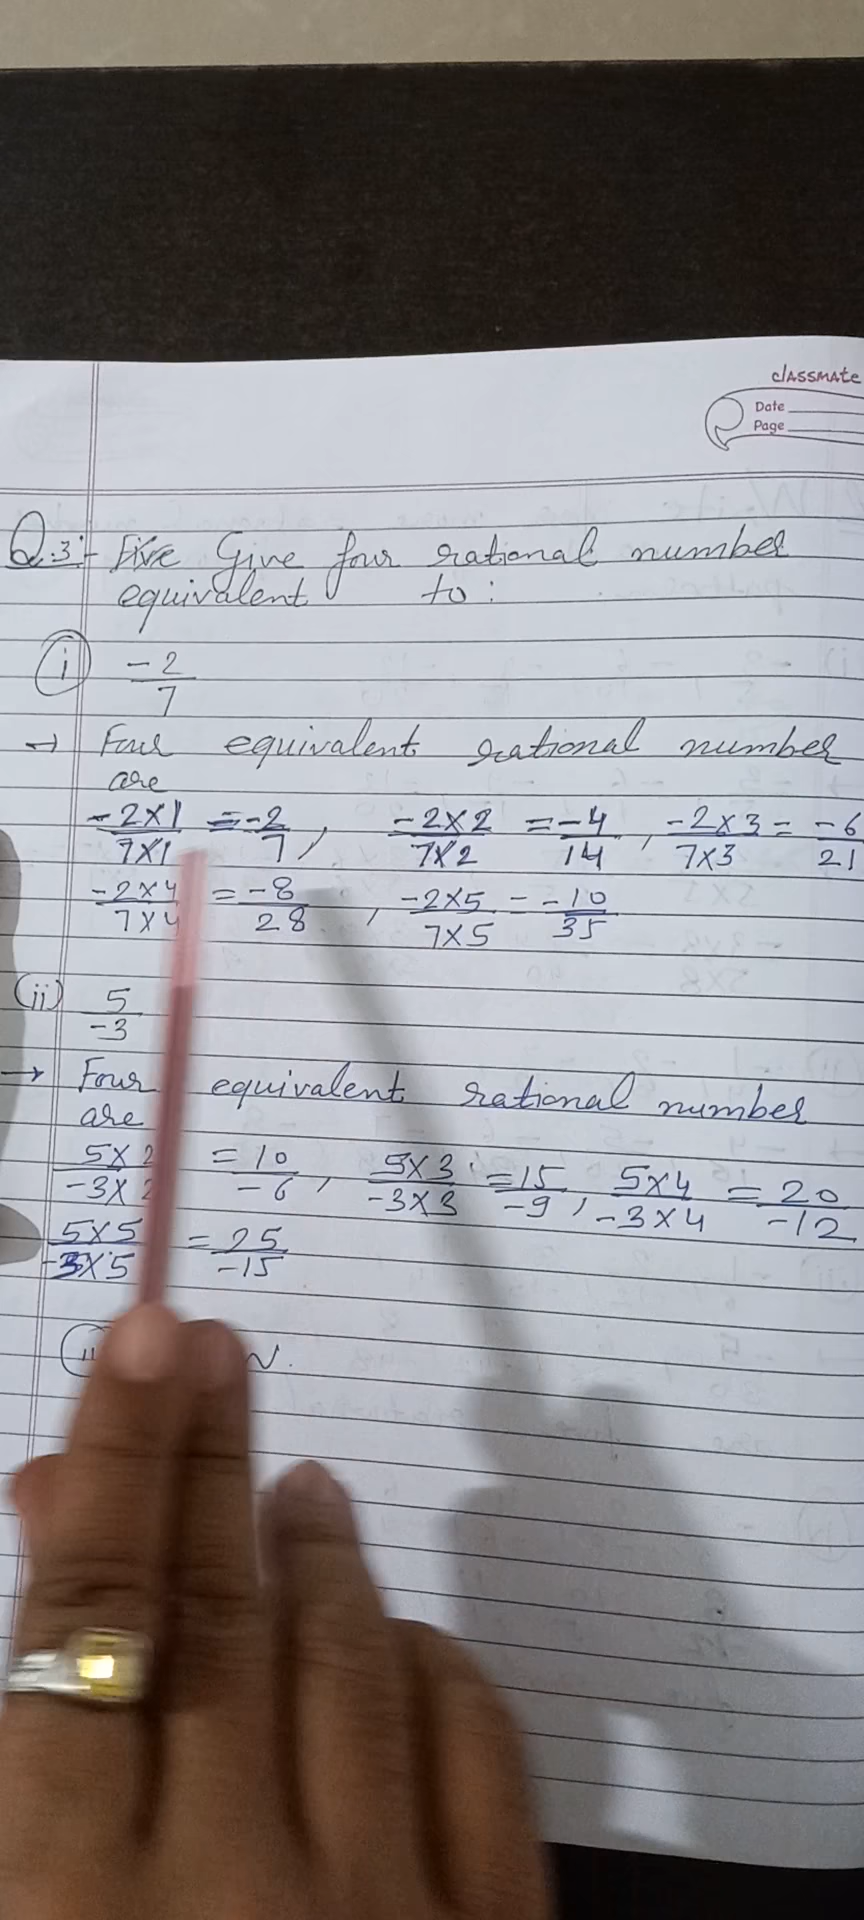 classmate
Date
Page
Q.3:- Give four rational number
equivalent to:
(i) -2/7
→ Four equivalent rational number
are
-2×1/7×1 = -2/7, -2×2/7×2 = -4/14, -2×3/7×3 = -6/21
-2×4/7×4 = -8/28, -2×5/7×5 = -10/35
(ii) 5/-3
→ Four equivalent rational number
are
5×2/-3×2 = 10/-6, 5×3/-3×3 = 15/-9, 5×4/-3×4 = 20/-12
5×5/-3×5 = 25/-15